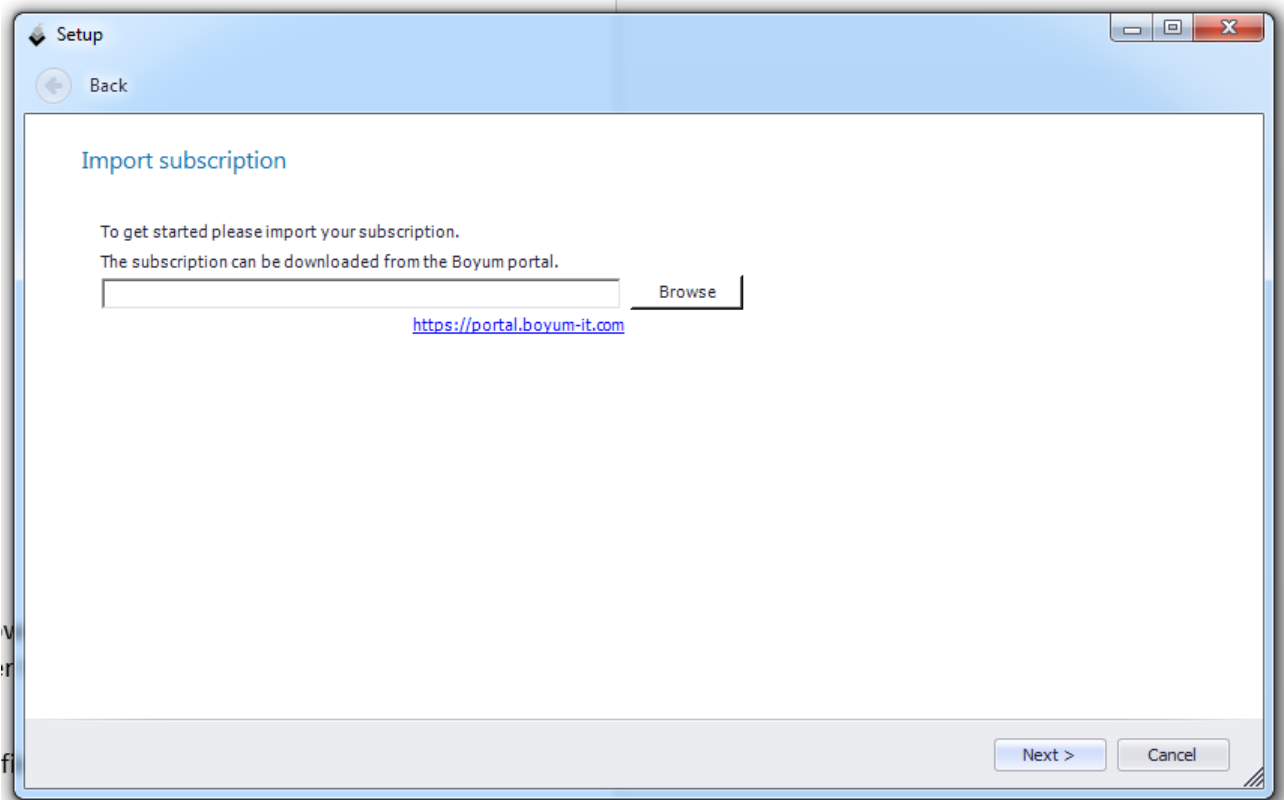 Setup
Back
Import subscription
To get started please import your subscription.
The subscription can be downloaded from the Boyum portal.
Browse
https://portal.boyum-it.com
Next >
Cancel